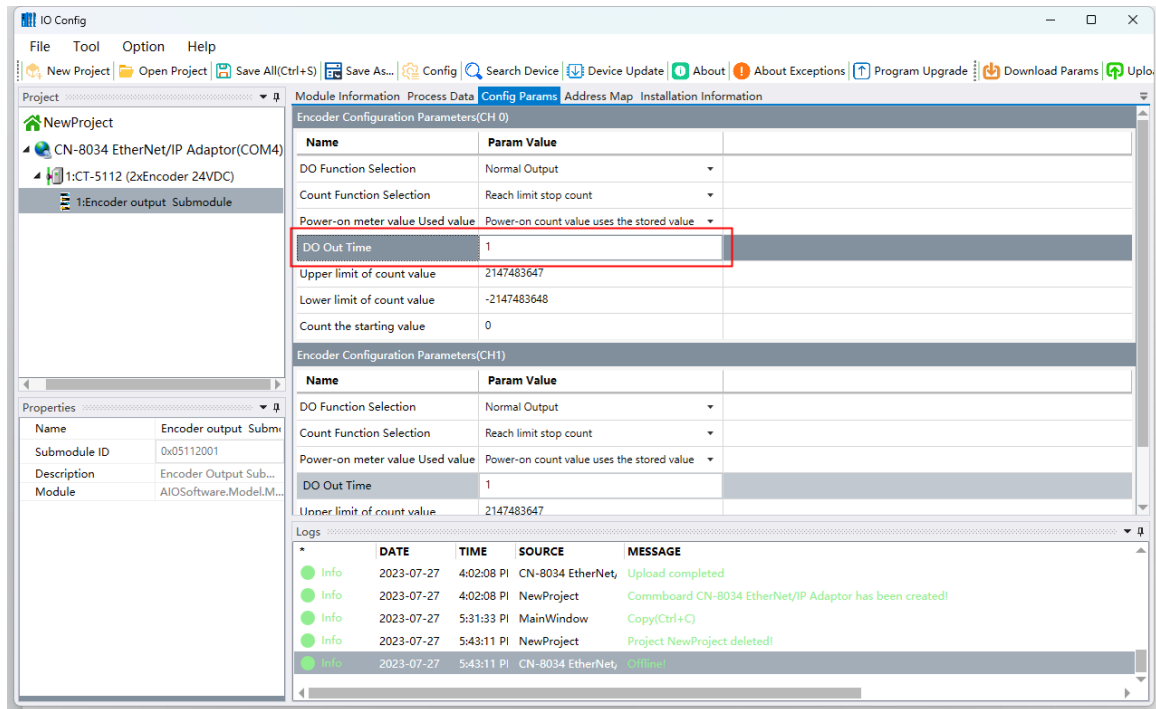 IO Config
File Tool Option Help
New Project Open Project Save All(Ctrl+S) Save As... Config Search Device Device Update About About Exceptions Program Upgrade Download Params Uplo
Project
NewProject
CN-8034 EtherNet/IP Adaptor(COM4)
1:CT-5112 (2xEncoder 24VDC)
1:Encoder output Submodule
Properties
Name Encoder output Subm
Submodule ID 0x05112001
Description Encoder Output Sub...
Module AIOSoftware.Model.M...
Module Information Process Data Config Params Address Map Installation Information
Encoder Configuration Parameters(CH 0)
Name Param Value
DO Function Selection Normal Output
Count Function Selection Reach limit stop count
Power-on meter value Used value Power-on count value uses the stored value
DO Out Time 1
Upper limit of count value 2147483647
Lower limit of count value -2147483648
Count the starting value 0
Encoder Configuration Parameters(CH1)
Name Param Value
DO Function Selection Normal Output
Count Function Selection Reach limit stop count
Power-on meter value Used value Power-on count value uses the stored value
DO Out Time 1
Upper limit of count value 2147483647
Logs
* DATE TIME SOURCE MESSAGE
Info 2023-07-27 4:02:08 PI CN-8034 EtherNet/ Upload completed
Info 2023-07-27 4:02:08 PI NewProject Commboard CN-8034 EtherNet/IP Adaptor has been created!
Info 2023-07-27 5:31:33 PI MainWindow Copy(Ctrl+C)
Info 2023-07-27 5:43:11 PI NewProject Project NewProject deleted!
Info 2023-07-27 5:43:11 PI CN-8034 EtherNet/ Offline!